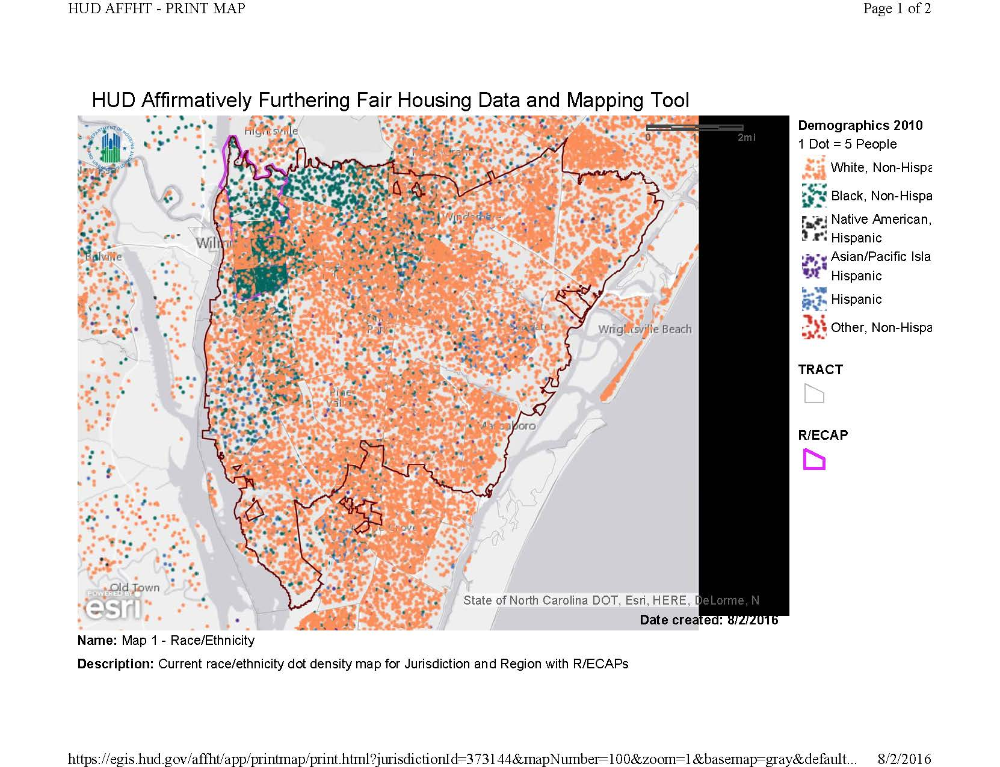 HUD AFFHT - PRINT MAP
Page 1 of 2
HUD Affirmatively Furthering Fair Housing Data and Mapping Tool
Demographics 2010
1 Dot = 5 People
White, Non-Hispa
Black, Non-Hispa
Native American,
Hispanic
Asian/Pacific Isla
Hispanic
Hispanic
Other, Non-Hispa
TRACT
R/ECAP
0 1 2mi
Belville
Wrightsville Beach
Pine
Old Town
POWERED BY
esri
State of North Carolina DOT, Esri, HERE, DeLorme, N
Date created: 8/2/2016
Name: Map 1 - Race/Ethnicity
Description: Current race/ethnicity dot density map for Jurisdiction and Region with R/ECAPs
https://egis.hud.gov/affht/app/printmap/print.html?jurisdictionId=373144&mapNumber=100&zoom=1&basemap=gray&default...
8/2/2016